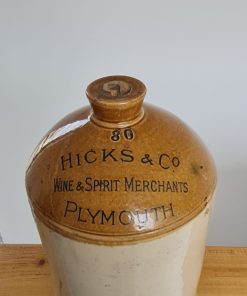 80
HICKS & CO
WINE & SPIRIT MERCHANTS
PLYMOUTH